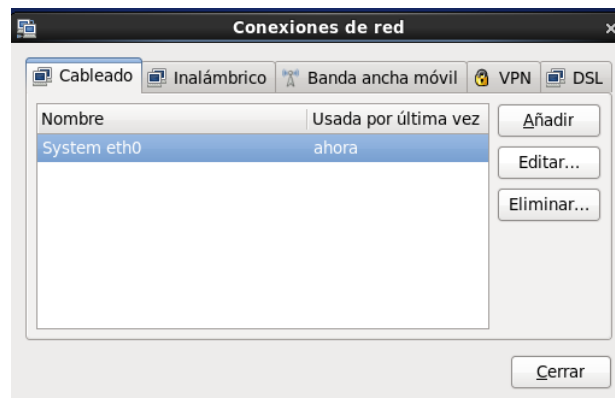 Conexiones de red
Cableado Inalámbrico Banda ancha móvil VPN DSL
Nombre Usada por última vez
System eth0 ahora
Añadir
Editar...
Eliminar...
Cerrar